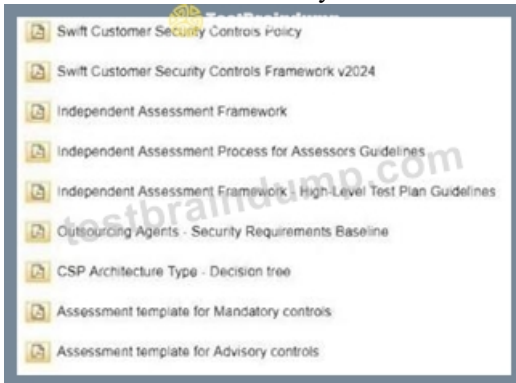 TestBraindump
Swift Customer Security Controls Policy
Swift Customer Security Controls Framework v2024
Independent Assessment Framework
Independent Assessment Process for Assessors Guidelines
Independent Assessment Framework - High-Level Test Plan Guidelines
testbraindump.com
Outsourcing Agents - Security Requirements Baseline
CSP Architecture Type - Decision tree
Assessment template for Mandatory controls
Assessment template for Advisory controls